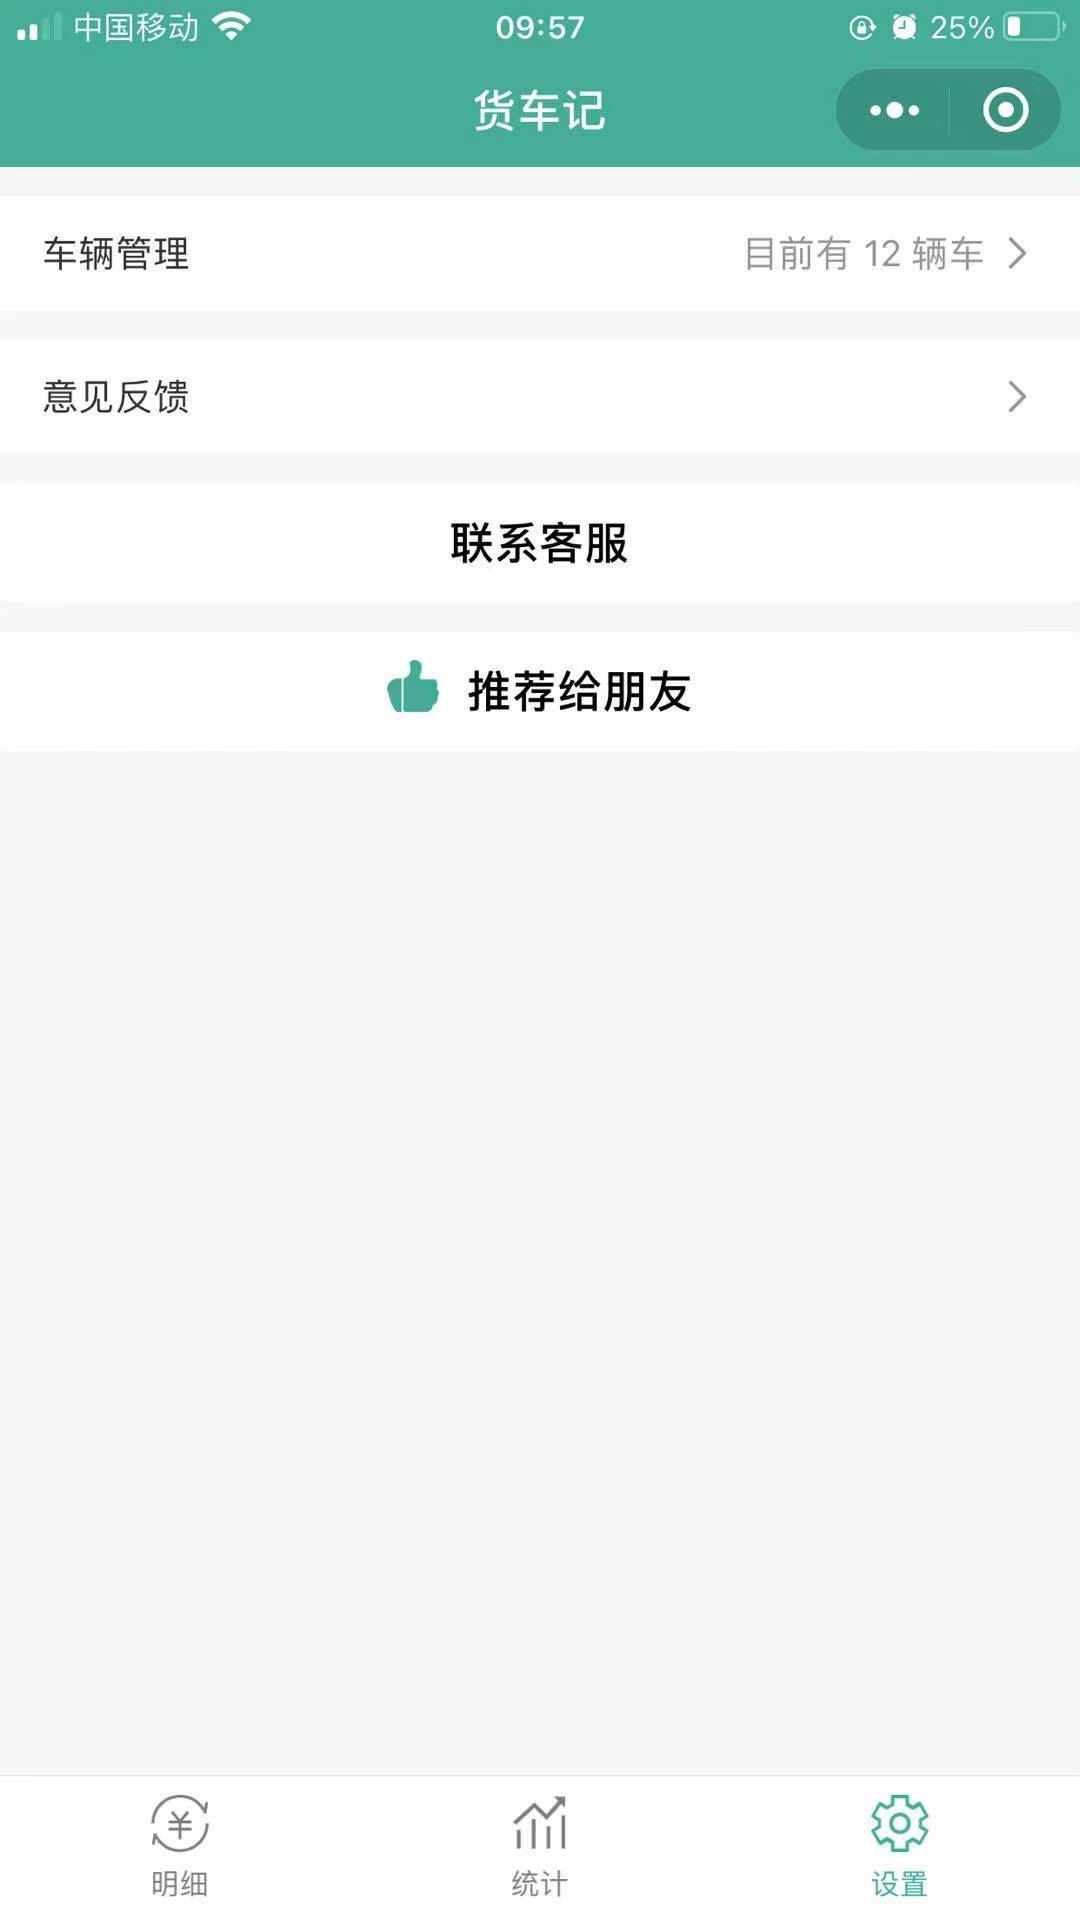 中国移动 09:57 25%
货车记
车辆管理 目前有 12 辆车
意见反馈
联系客服
推荐给朋友
明细 统计 设置